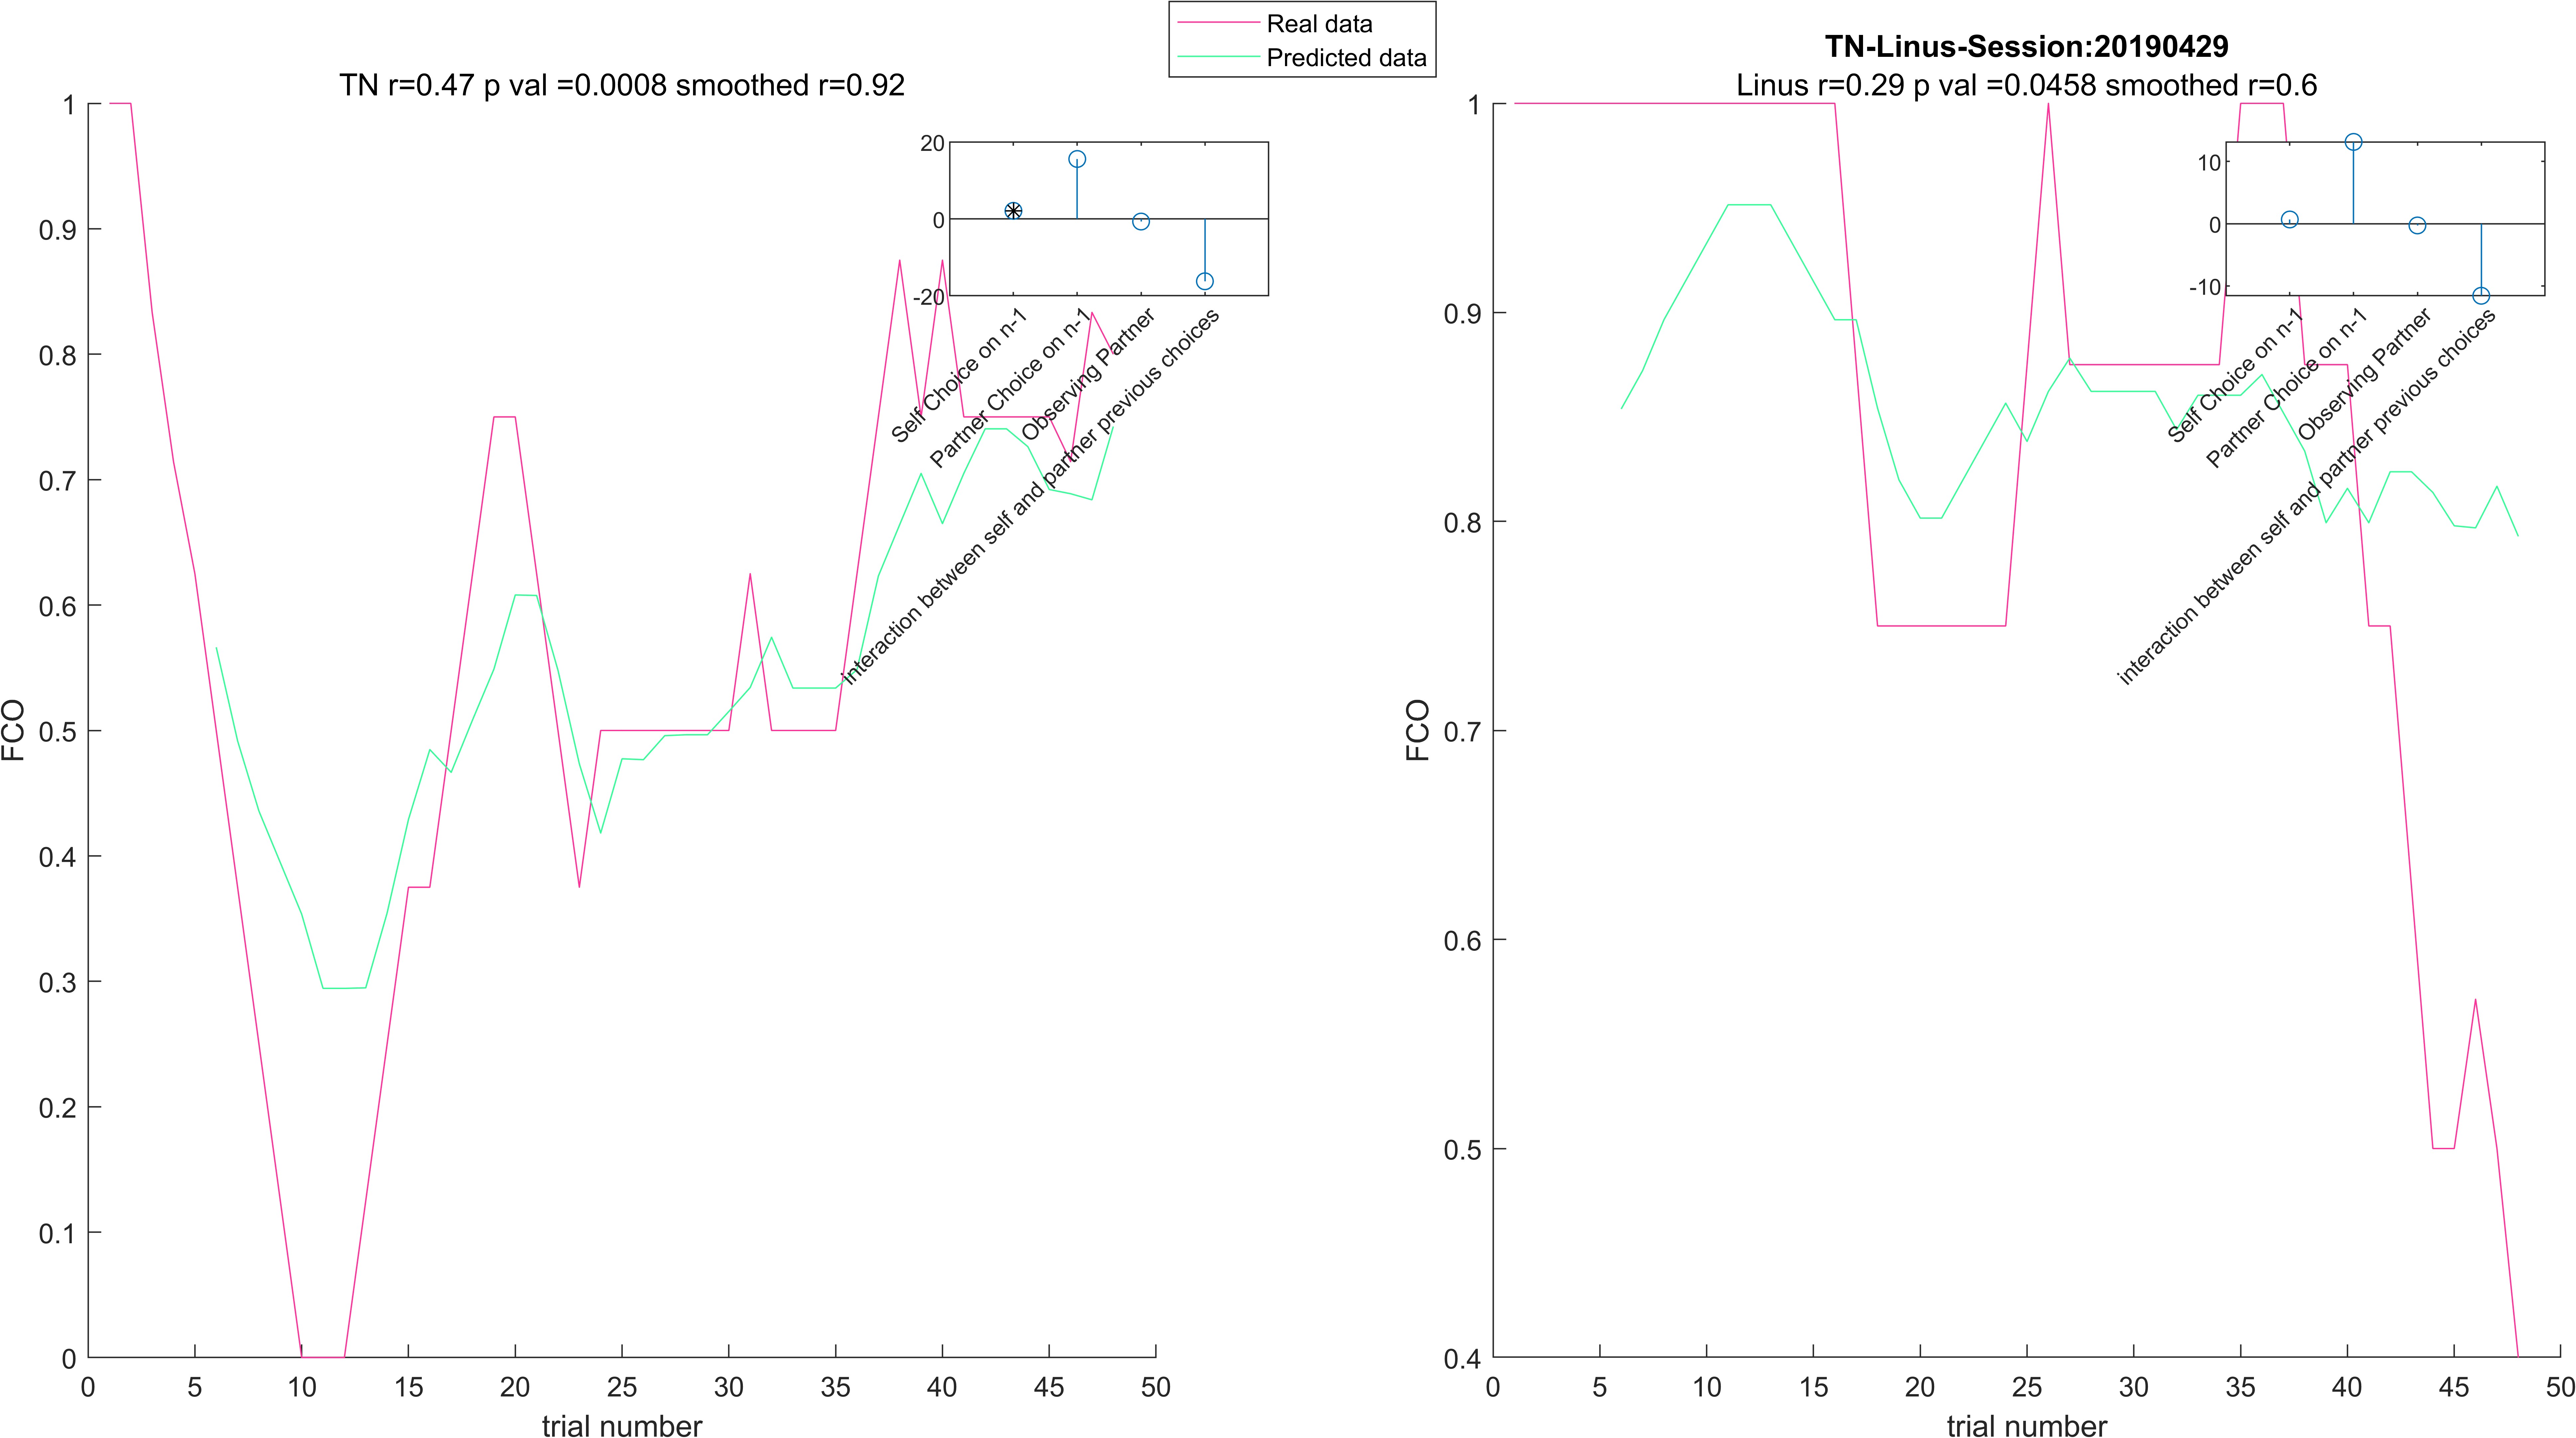 Real data
Predicted data
TN r=0.47 p val =0.0008 smoothed r=0.92
1
0.9
0.8
0.7
0.6
0.5
0.4
0.3
0.2
0.1
0
FCO
0
5
10
15
20
25
30
35
40
45
50
trial number
20
0
-20
Self Choice on n-1
Partner Choice on n-1
Observing Partner
interaction between self and partner previous choices
TN-Linus-Session:20190429
Linus r=0.29 p val =0.0458 smoothed r=0.6
1
0.9
0.8
0.7
0.6
0.5
0.4
FCO
0
5
10
15
20
25
30
35
40
45
50
trial number
10
0
-10
Self Choice on n-1
Partner Choice on n-1
Observing Partner
interaction between self and partner previous choices